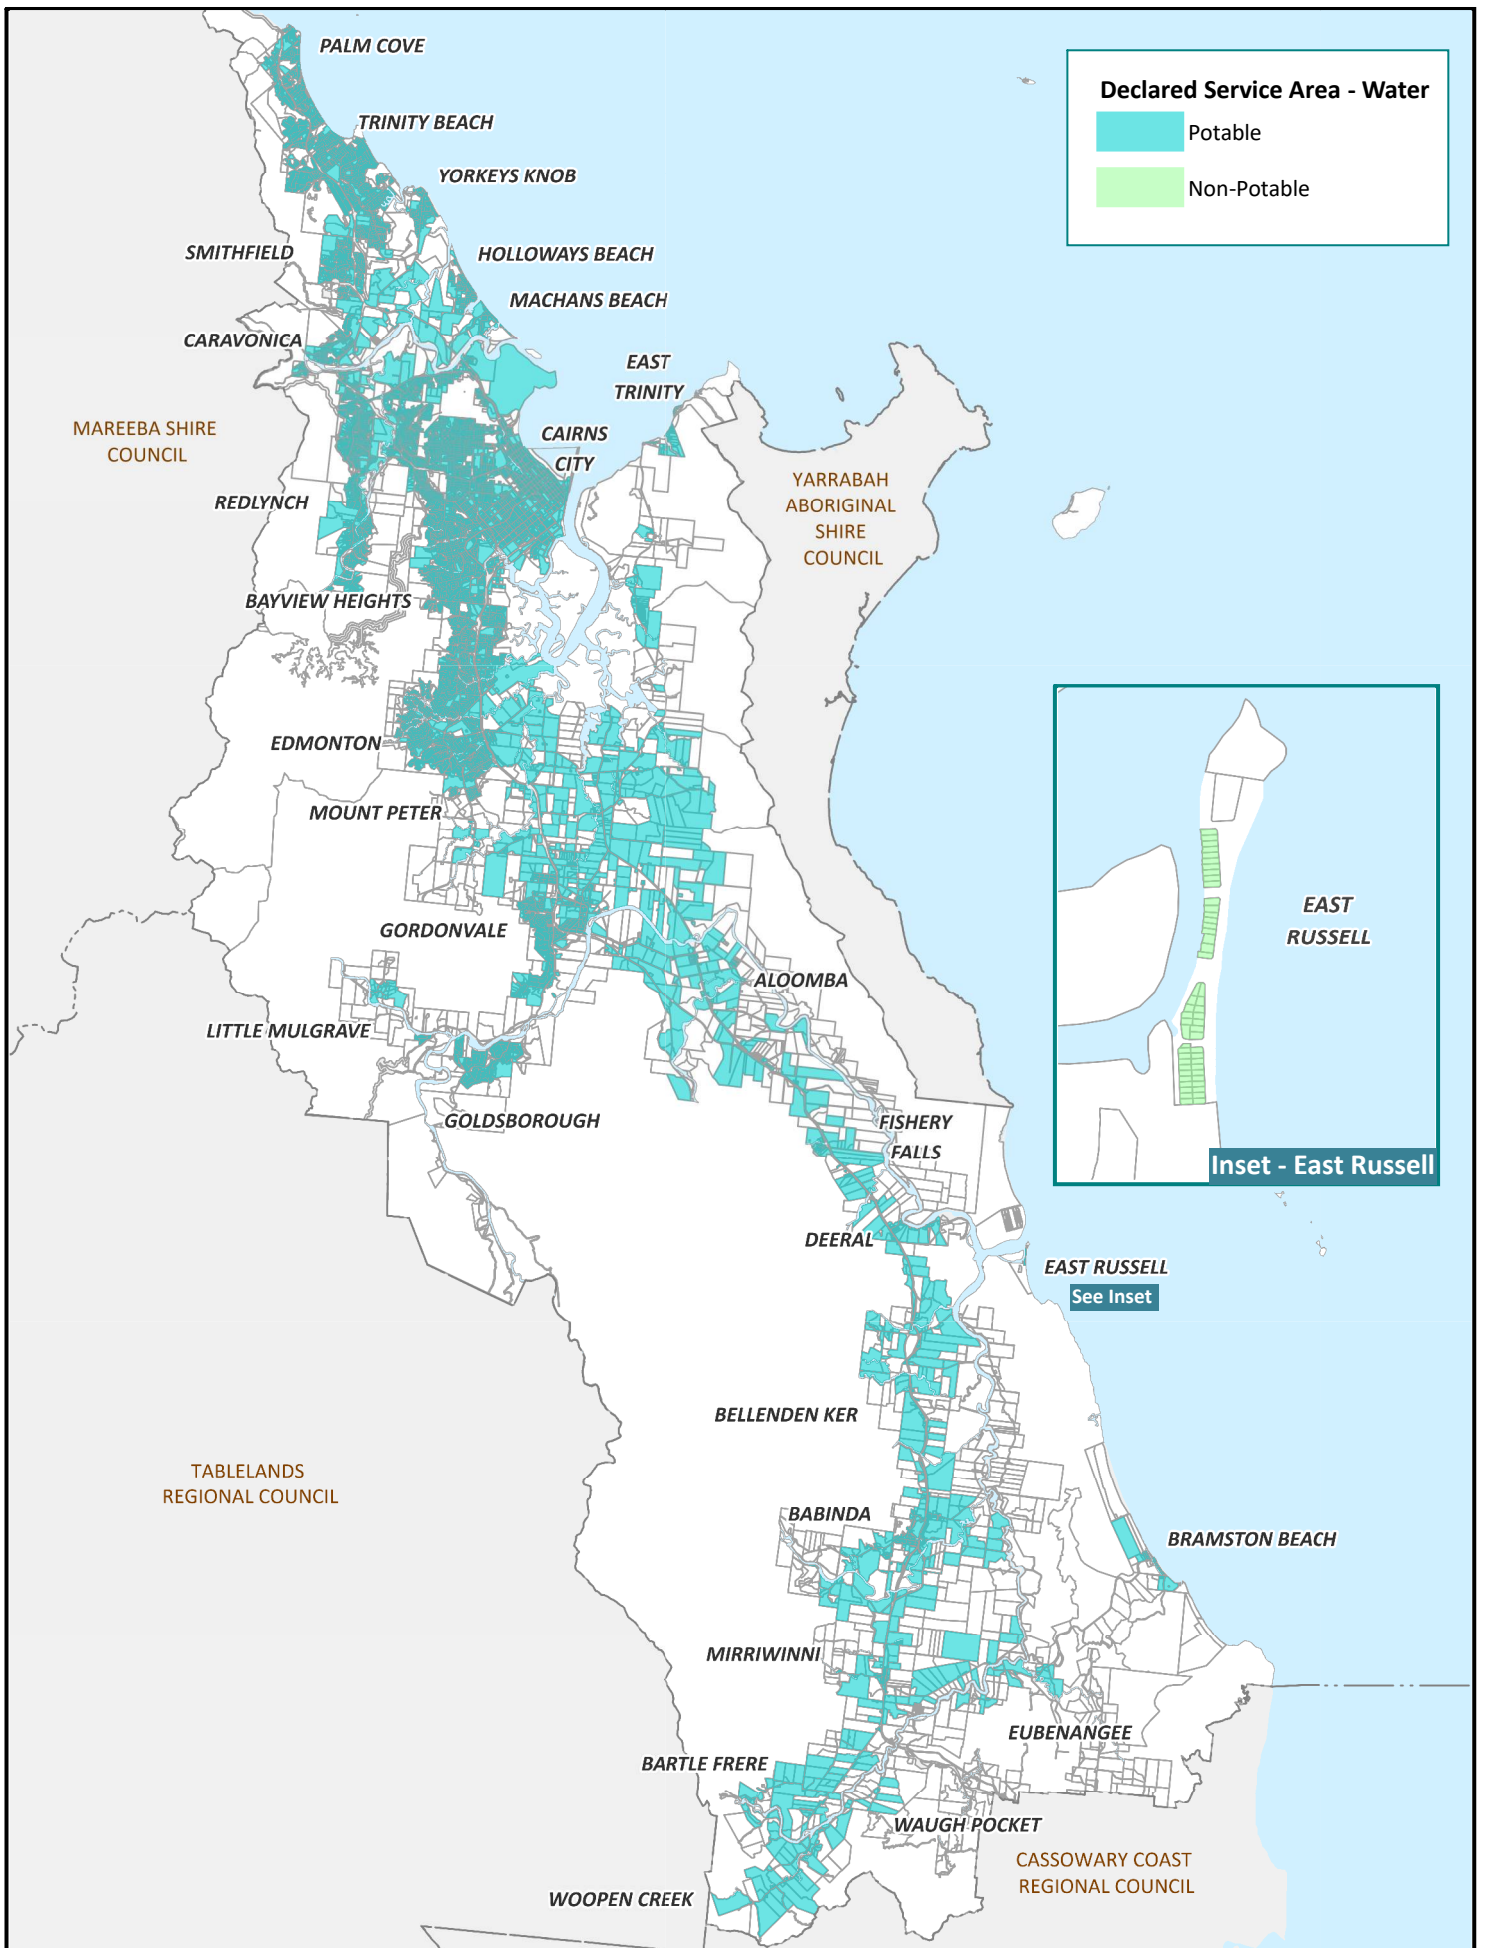 PALM COVE
Declared Service Area - Water
Potable
Non-Potable
TRINITY BEACH
YORKEYS KNOB
SMITHFIELD
HOLLOWAYS BEACH
MACHANS BEACH
CARAVONICA
EAST
TRINITY
MAREEBA SHIRE
COUNCIL
CAIRNS
CITY
YARRABAH
ABORIGINAL
SHIRE
COUNCIL
REDLYNCH
BAYVIEW HEIGHTS
EDMONTON
MOUNT PETER
EAST
RUSSELL
GORDONVALE
ALOOMBA
LITTLE MULGRAVE
GOLDSBOROUGH
FISHERY
FALLS
Inset - East Russell
DEERAL
EAST RUSSELL
See Inset
BELLENDEN KER
TABLELANDS
REGIONAL COUNCIL
BABINDA
BRAMSTON BEACH
MIRRIWINNI
EUBENANGEE
BARTLE FRERE
WAUGH POCKET
CASSOWARY COAST
REGIONAL COUNCIL
WOOPEN CREEK